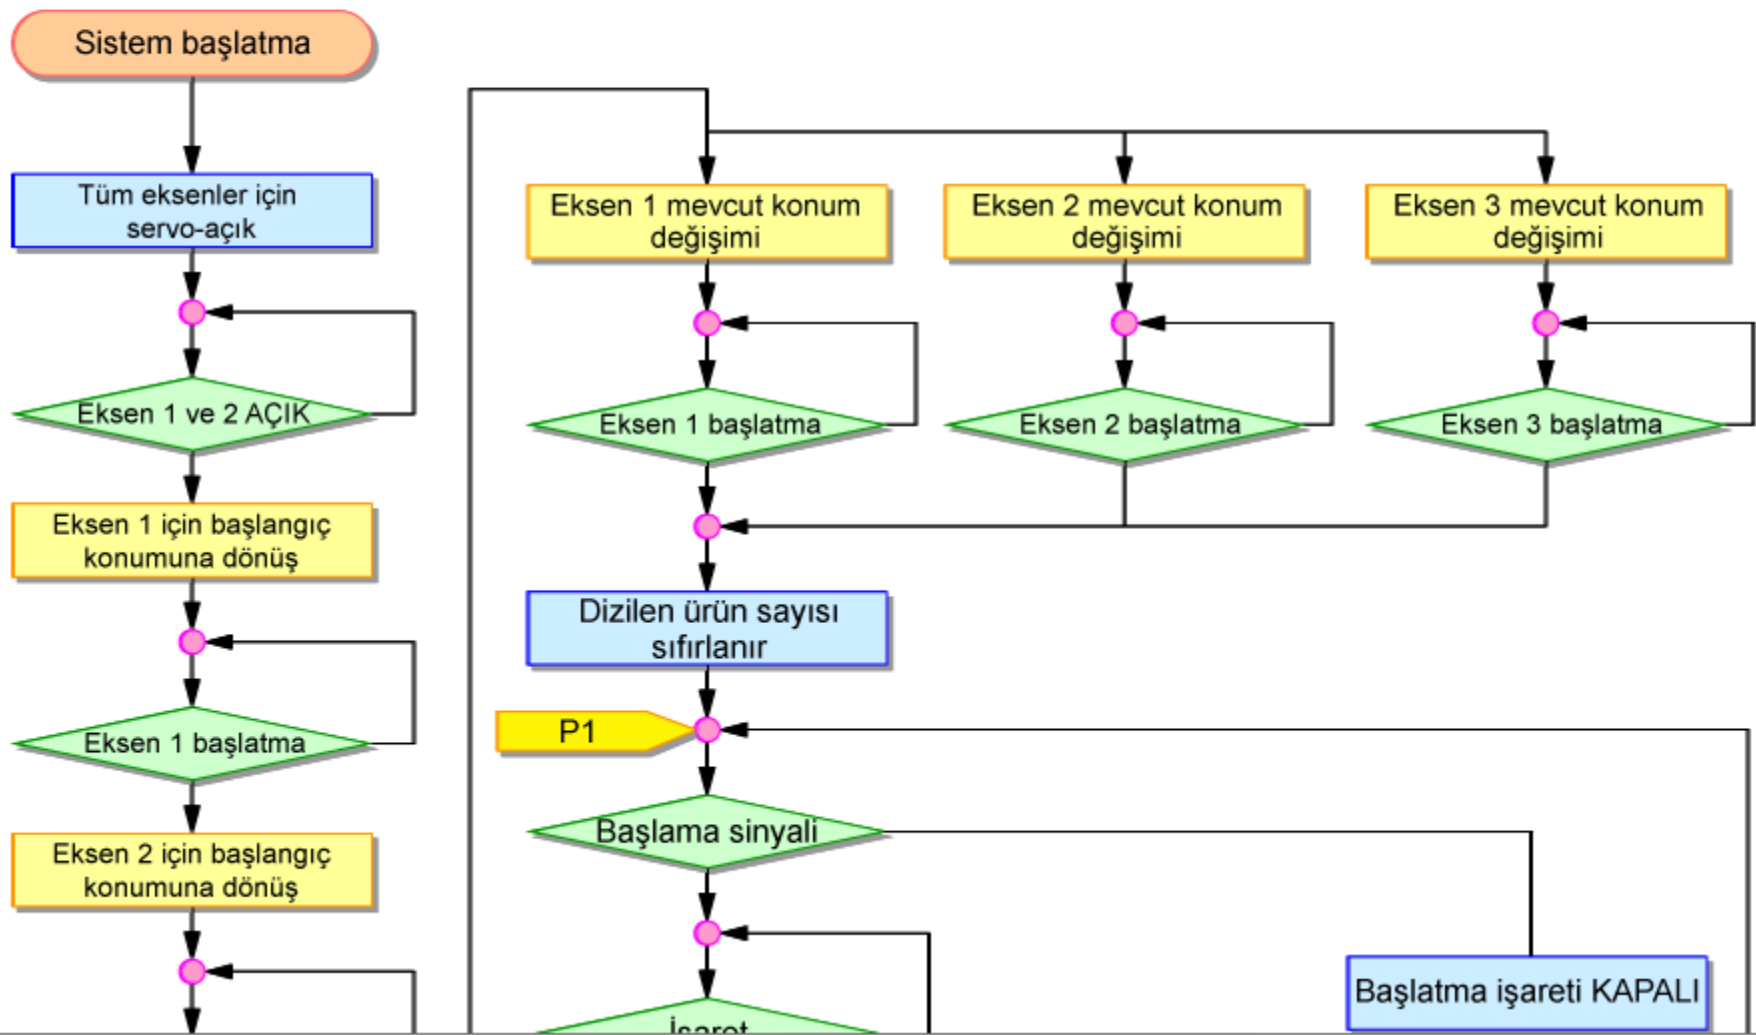 Sistem başlatma
Tüm eksenler için
servo-açık
Eksen 1 ve 2 AÇIK
Eksen 1 için başlangıç
konumuna dönüş
Eksen 1 başlatma
Eksen 2 için başlangıç
konumuna dönüş
Eksen 1 mevcut konum
değişimi
Eksen 2 mevcut konum
değişimi
Eksen 3 mevcut konum
değişimi
Eksen 1 başlatma
Eksen 2 başlatma
Eksen 3 başlatma
Dizilen ürün sayısı
sıfırlanır
P1
Başlama sinyali
Başlatma işareti KAPALI
İşaret